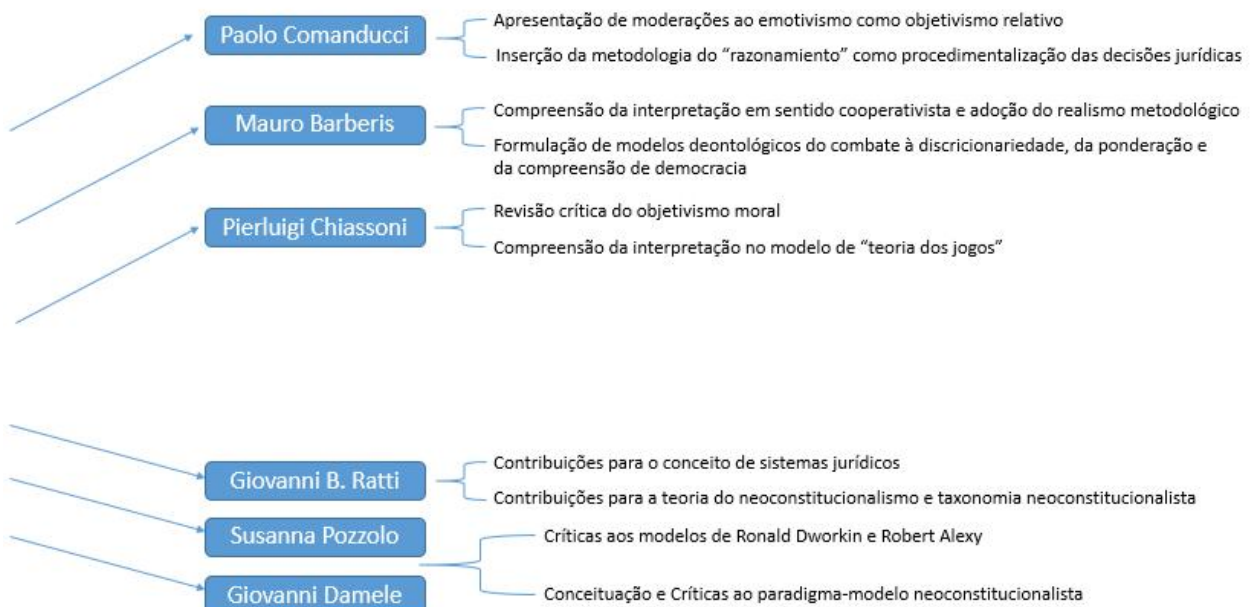 Paolo Comanducci
Apresentação de moderações ao emotivismo como objetivismo relativo
Inserção da metodologia do “razonamiento” como procedimentalização das decisões jurídicas
Mauro Barberis
Compreensão da interpretação em sentido cooperativista e adoção do realismo metodológico
Formulação de modelos deontológicos do combate à discricionariedade, da ponderação e
da compreensão de democracia
Pierluigi Chiassoni
Revisão crítica do objetivismo moral
Compreensão da interpretação no modelo de “teoria dos jogos”
Giovanni B. Ratti
Contribuições para o conceito de sistemas jurídicos
Contribuições para a teoria do neoconstitucionalismo e taxonomia neoconstitucionalista
Susanna Pozzolo
Críticas aos modelos de Ronald Dworkin e Robert Alexy
Giovanni Damele
Conceituação e Críticas ao paradigma-modelo neoconstitucionalista